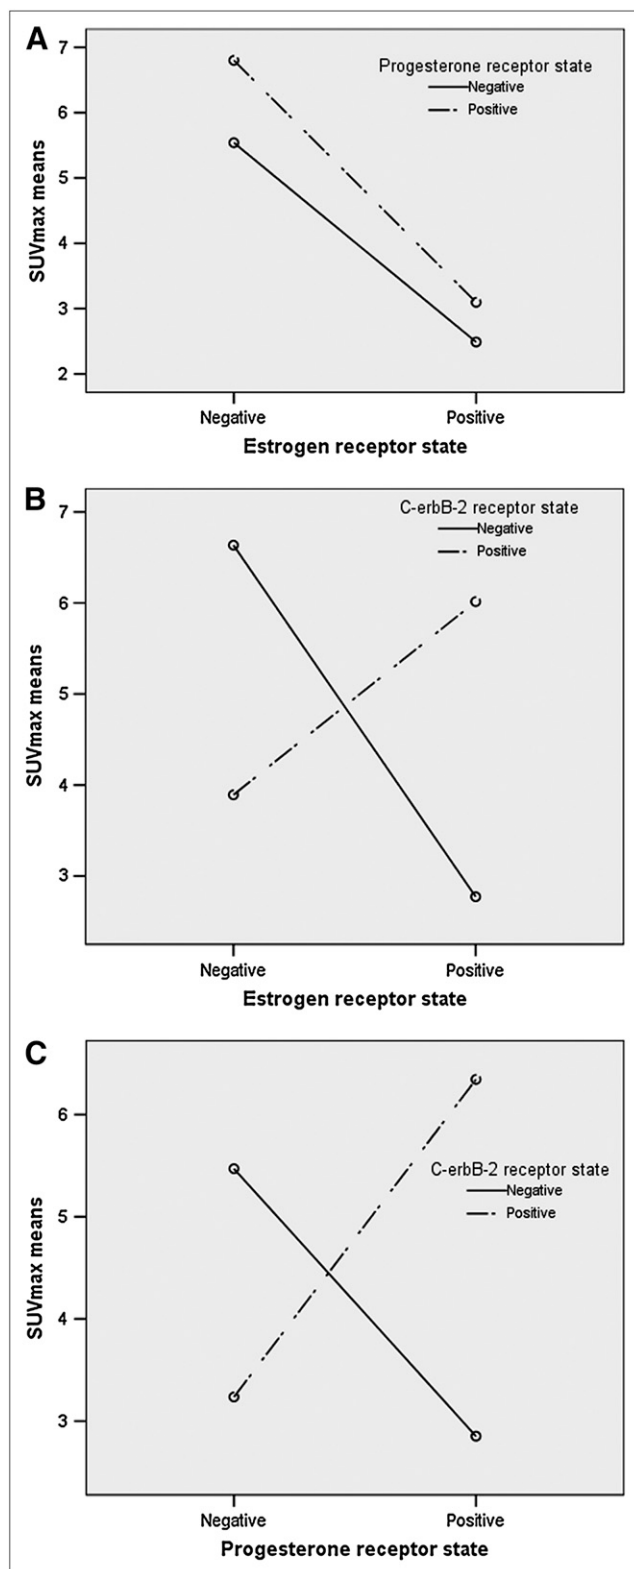 A
7
6
5
4
3
2
SUVmax means
Progesterone receptor state
Negative
Positive
Negative Positive
Estrogen receptor state
B
7
6
5
4
3
SUVmax means
C-erbB-2 receptor state
Negative
Positive
Negative Positive
Estrogen receptor state
C
6
5
4
3
SUVmax means
C-erbB-2 receptor state
Negative
Positive
Negative Positive
Progesterone receptor state